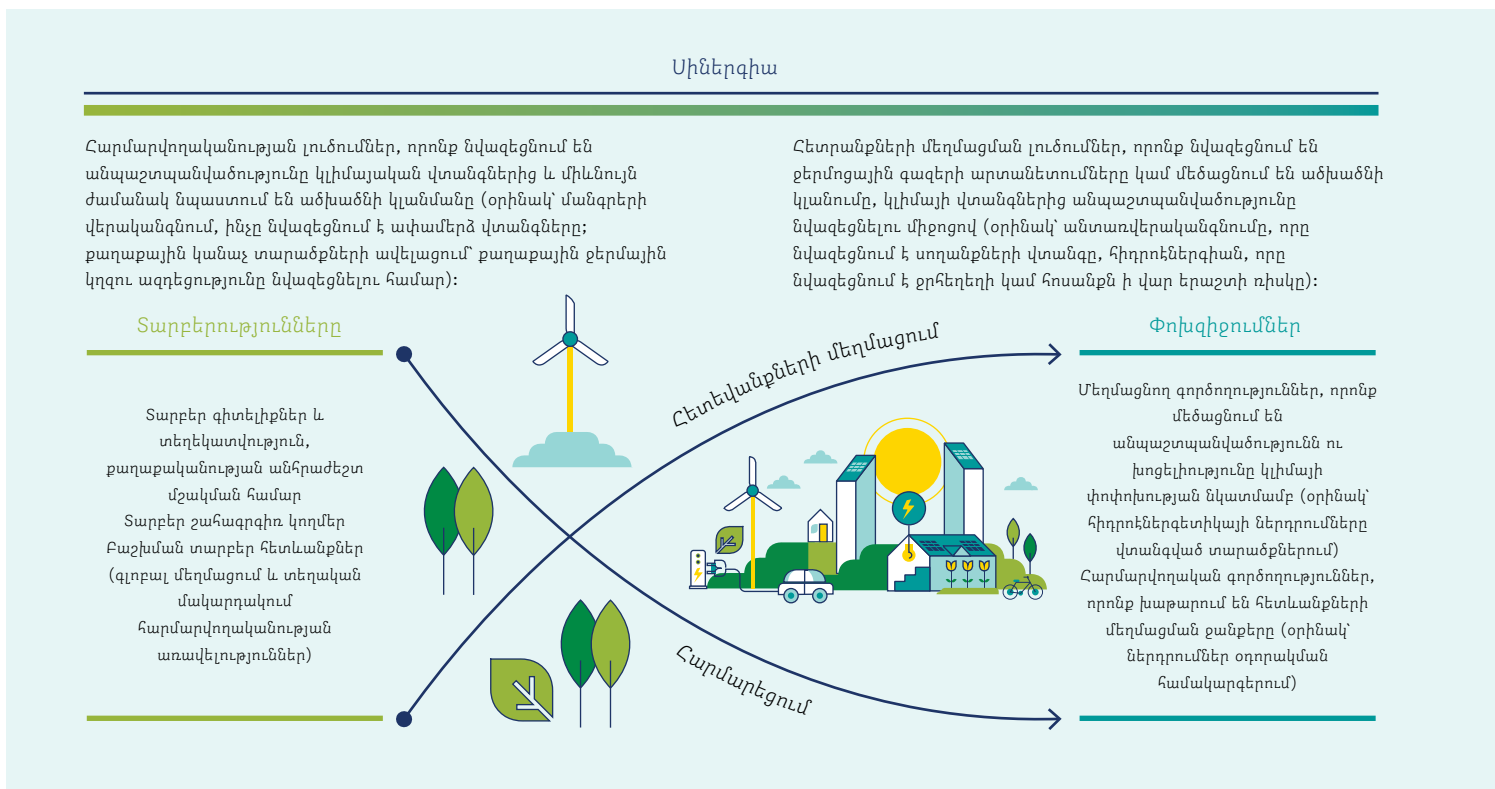 Սիներգիա
Հարմարվողականության լուծումներ, որոնք նվազեցնում են
անպաշտպանվածությունը կլիմայական վտանգներից և միևնույն
ժամանակ նպաստում են ածխածնի կլանմանը (օրինակ՝ մանգրերի
վերականգնում, ինչը նվազեցնում է ափամերձ վտանգները;
քաղաքային կանաչ տարածքների ավելացում՝ քաղաքային ջերմային
կղզու ազդեցությունը նվազեցնելու համար):
Հետրանքների մեղմացման լուծումներ, որոնք նվազեցնում են
ջերմոցային գազերի արտանետումները կամ մեծացնում են ածխածնի
կլանումը, կլիմայի վտանգներից անպաշտպանվածությունը
նվազեցնելու միջոցով (օրինակ՝ անտառվերականգնումը, որը
նվազեցնում է սողանքների վտանգը, հիդրոէներգիան, որը
նվազեցնում է ջրհեղեղի կամ հոսանքն ի վար երաշտի ռիսկը):
Տարբերությունները
Տարբեր գիտելիքներ և
տեղեկատվություն,
քաղաքականության անհրաժեշտ
մշակման համար
Տարբեր շահագրգիռ կողմեր
Բաշխման տարբեր հետևանքներ
(գլոբալ մեղմացում և տեղական
մակարդակում
հարմարվողականության
առավելություններ)
Հետեվանքների մեղմացում
Հարմարեցում
Փոխզիջումներ
Մեղմացնող գործողություններ, որոնք
մեծացնում են
անպաշտպանվածությունն ու
խոցելիությունը կլիմայի
փոփոխության նկատմամբ (օրինակ՝
հիդրոէներգետիկայի ներդրումները
վտանգված տարածքներում)
Հարմարվողական գործողություններ,
որոնք խաթարում են հետևանքների
մեղմացման ջանքերը (օրինակ՝
ներդրումներ օդորակման
համակարգերում)